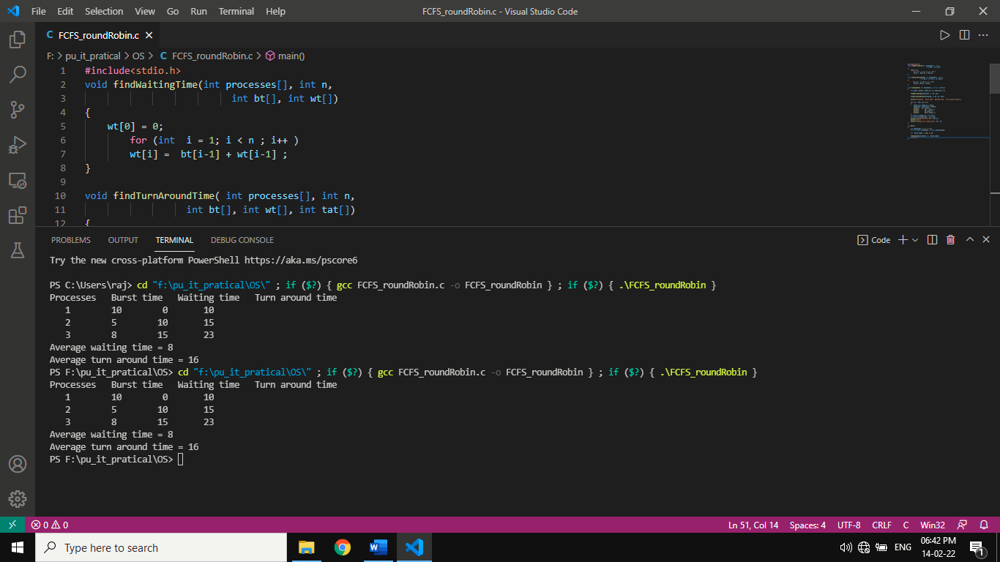 File Edit Selection View Go Run Terminal Help FCFS_roundRobin.c - Visual Studio Code
C FCFS_roundRobin.c
F: > pu_it_pratical > OS > C FCFS_roundRobin.c > main()
1 #include<stdio.h>
2 void findWaitingTime(int processes[], int n,
3 int bt[], int wt[])
4 {
5 wt[0] = 0;
6 for (int  i = 1; i < n ; i++ )
7 wt[i] =  bt[i-1] + wt[i-1] ;
8 }
9
10 void findTurnAroundTime( int processes[], int n,
11 int bt[], int wt[], int tat[])
12 {
PROBLEMS OUTPUT TERMINAL DEBUG CONSOLE Code
Try the new cross-platform PowerShell https://aka.ms/pscore6
PS C:\Users\raj> cd "f:\pu_it_pratical\OS\" ; if ($?) { gcc FCFS_roundRobin.c -o FCFS_roundRobin } ; if ($?) { .\FCFS_roundRobin }
Processes   Burst time   Waiting time   Turn around time
1 10 0 10
2 5 10 15
3 8 15 23
Average waiting time = 8
Average turn around time = 16
PS F:\pu_it_pratical\OS> cd "f:\pu_it_pratical\OS\" ; if ($?) { gcc FCFS_roundRobin.c -o FCFS_roundRobin } ; if ($?) { .\FCFS_roundRobin }
Processes   Burst time   Waiting time   Turn around time
1 10 0 10
2 5 10 15
3 8 15 23
Average waiting time = 8
Average turn around time = 16
PS F:\pu_it_pratical\OS>
0 0 Ln 51, Col 14 Spaces: 4 UTF-8 CRLF C Win32
Type here to search ENG 06:42 PM
14-02-22 1